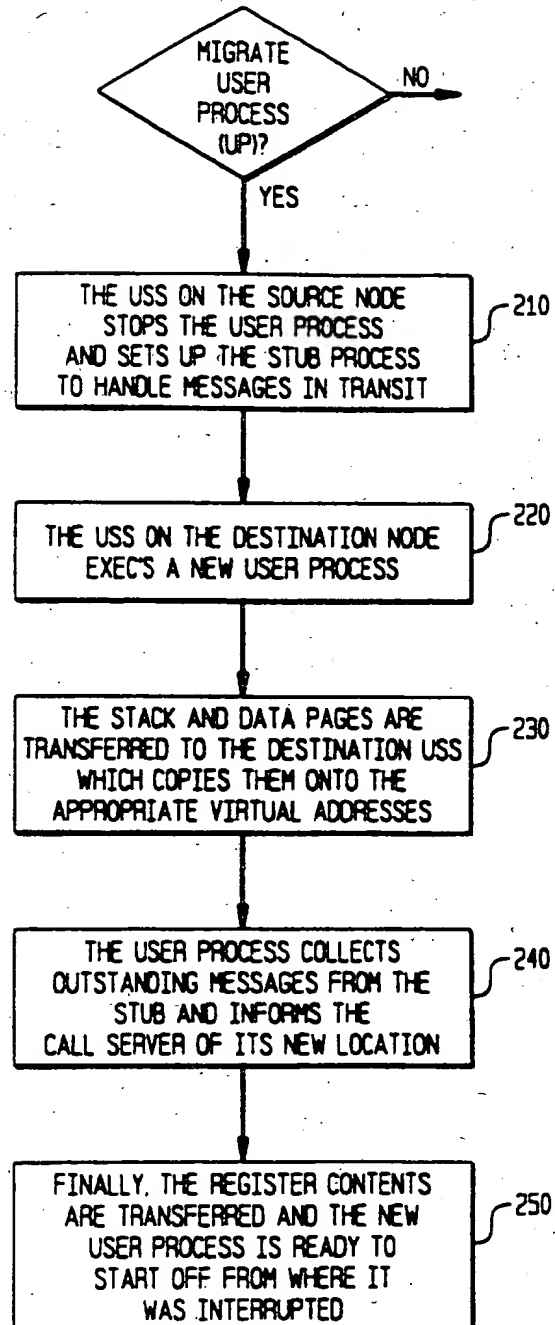 MIGRATE
USER
PROCESS
(UP)?
NO
YES
THE USS ON THE SOURCE NODE
STOPS THE USER PROCESS
AND SETS UP THE STUB PROCESS
TO HANDLE MESSAGES IN TRANSIT
210
THE USS ON THE DESTINATION NODE
EXEC'S A NEW USER PROCESS
220
THE STACK AND DATA PAGES ARE
TRANSFERRED TO THE DESTINATION USS
WHICH COPIES THEM ONTO THE
APPROPRIATE VIRTUAL ADDRESSES
230
THE USER PROCESS COLLECTS
OUTSTANDING MESSAGES FROM THE
STUB AND INFORMS THE
CALL SERVER OF ITS NEW LOCATION
240
FINALLY, THE REGISTER CONTENTS
ARE TRANSFERRED AND THE NEW
USER PROCESS IS READY TO
START OFF FROM WHERE IT
WAS INTERRUPTED
250